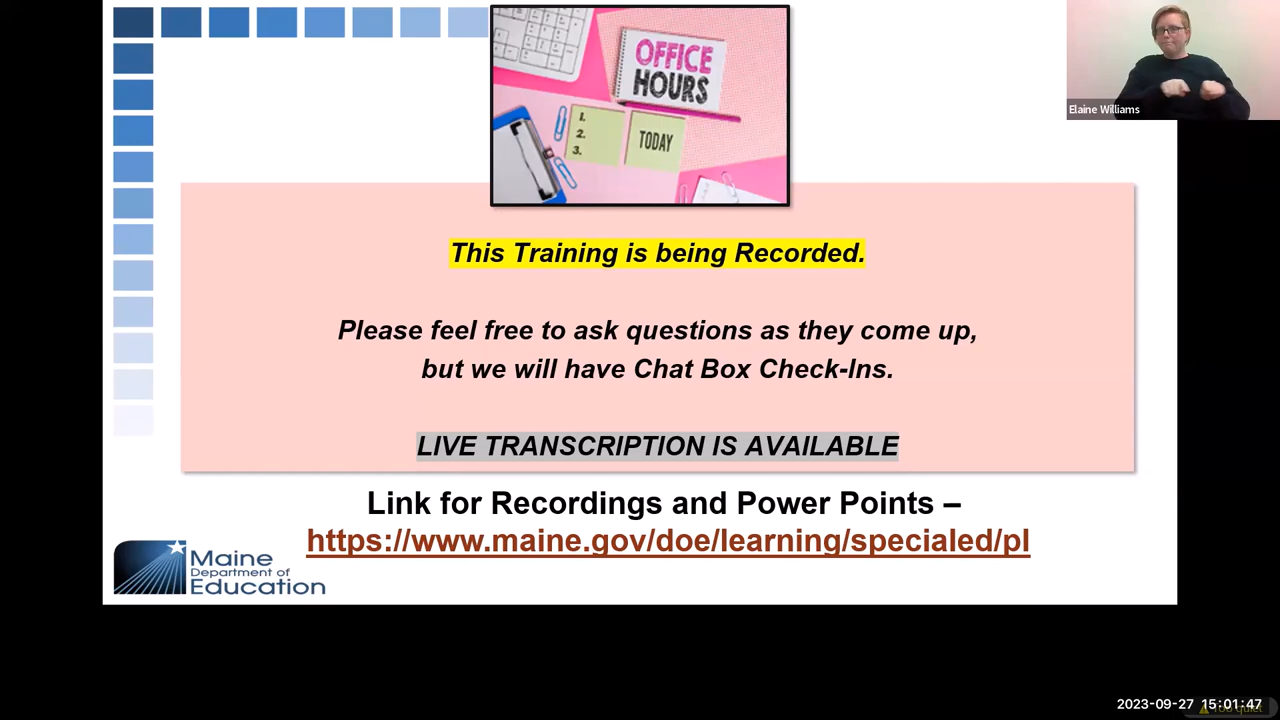 OFFICE
HOURS
1.
2.
3.
TODAY
Elaine Williams
This Training is being Recorded.
Please feel free to ask questions as they come up,
but we will have Chat Box Check-Ins.
LIVE TRANSCRIPTION IS AVAILABLE
Link for Recordings and Power Points –
https://www.maine.gov/doe/learning/specialed/pl
Maine
Department of
Education
2023-09-27 15:01:47
Too quiet